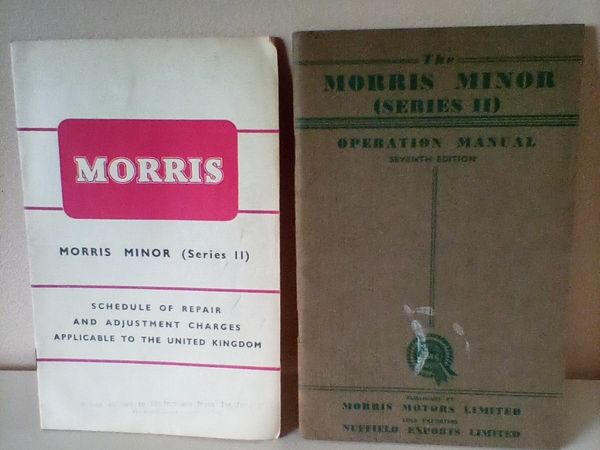 MORRIS
MORRIS MINOR (Series II)
SCHEDULE OF REPAIR
AND ADJUSTMENT CHARGES
APPLICABLE TO THE UNITED KINGDOM
The
MORRIS MINOR
(SERIES II)
OPERATION MANUAL
SEVENTH EDITION
PUBLISHED BY
MORRIS MOTORS LIMITED
SOLE EXPORTERS
NUFFIELD EXPORTS LIMITED